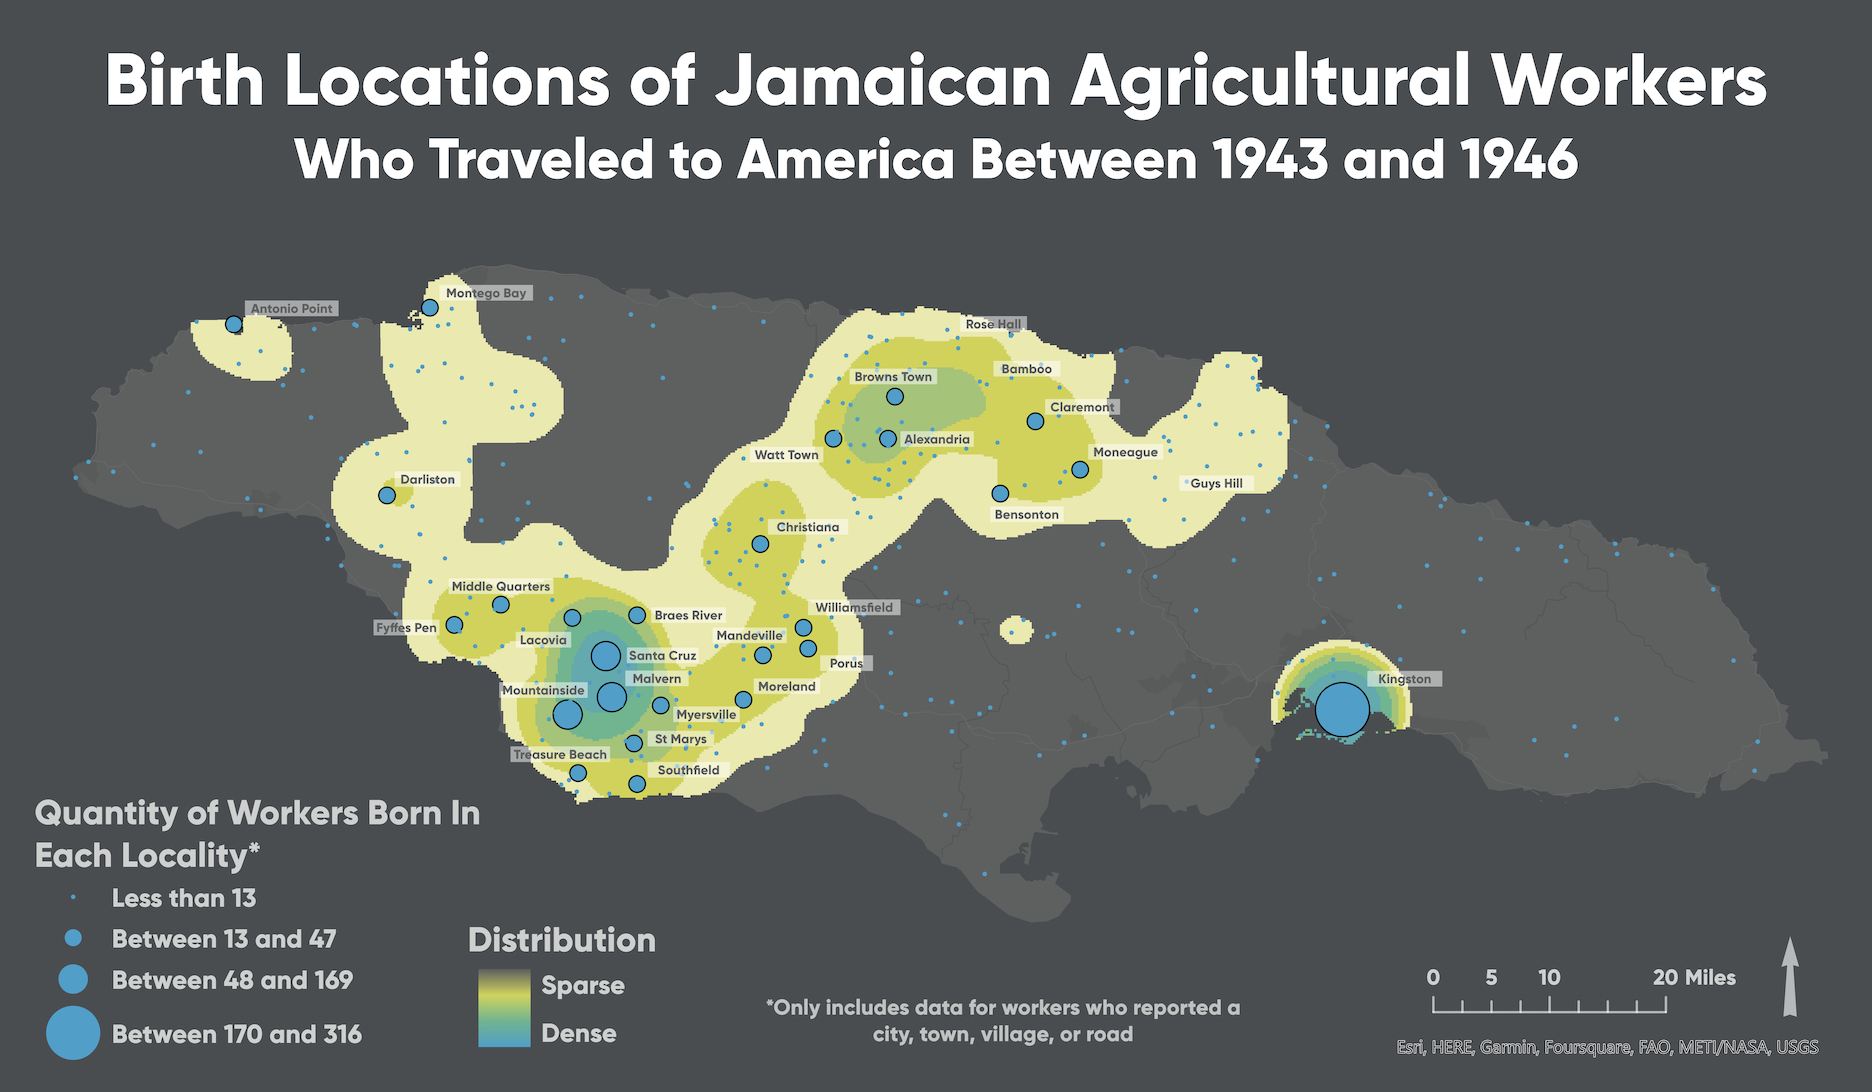 Birth Locations of Jamaican Agricultural Workers
Who Traveled to America Between 1943 and 1946
Montego Bay
Antonio Point
Rose Hall
Bamboo
Browns Town
Claremont
Alexandria
Watt Town
Moneague
Darliston
Guys Hill
Bensonton
Christiana
Middle Quarters
Williamsfield
Braes River
Fyffes Pen
Lacovia
Mandeville
Santa Cruz
Porus
Malvern
Kingston
Mountainside
Moreland
Myersville
St Marys
Treasure Beach
Southfield
Quantity of Workers Born In
Each Locality*
Less than 13
Between 13 and 47
Between 48 and 169
Between 170 and 316
Distribution
Sparse
Dense
*Only includes data for workers who reported a
city, town, village, or road
0 5 10 20 Miles
Esri, HERE, Garmin, Foursquare, FAO, METI/NASA, USGS